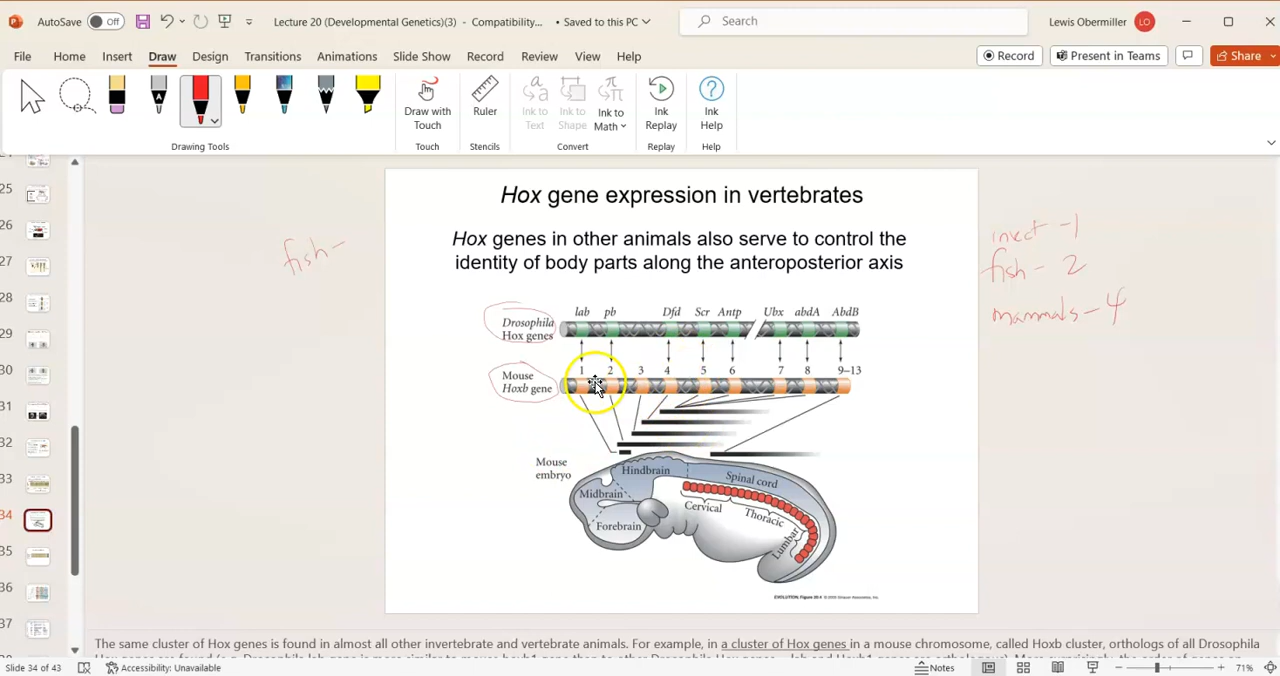 AutoSave Off Lecture 20 (Developmental Genetics)(3) - Compatibility... • Saved to this PC Search Lewis Obermiller LO
File Home Insert Draw Design Transitions Animations Slide Show Record Review View Help Record Present in Teams Share
Draw with Touch
Ruler
Ink to Text
Ink to Shape
Ink to Math
Ink Replay
Ink Help
Drawing Tools Touch Stencils Convert Replay Help
25
26
27
28
29
30
31
32
33
34
35
36
37
Hox gene expression in vertebrates
Hox genes in other animals also serve to control the
identity of body parts along the anteroposterior axis
fish -
insect - 1
fish - 2
mammals - 4
lab pb Dfd Scr Antp Ubx abdA AbdB
Drosophila
Hox genes
1 2 3 4 5 6 7 8 9–13
Mouse
Hoxb gene
Mouse
embryo
Hindbrain
Midbrain
Forebrain
Spinal cord
Cervical
Thoracic
Lumbar
The same cluster of Hox genes is found in almost all other invertebrate and vertebrate animals. For example, in a cluster of Hox genes in a mouse chromosome, called Hoxb cluster, orthologs of all Drosophila
Slide 34 of 43 Accessibility: Unavailable Notes 71%